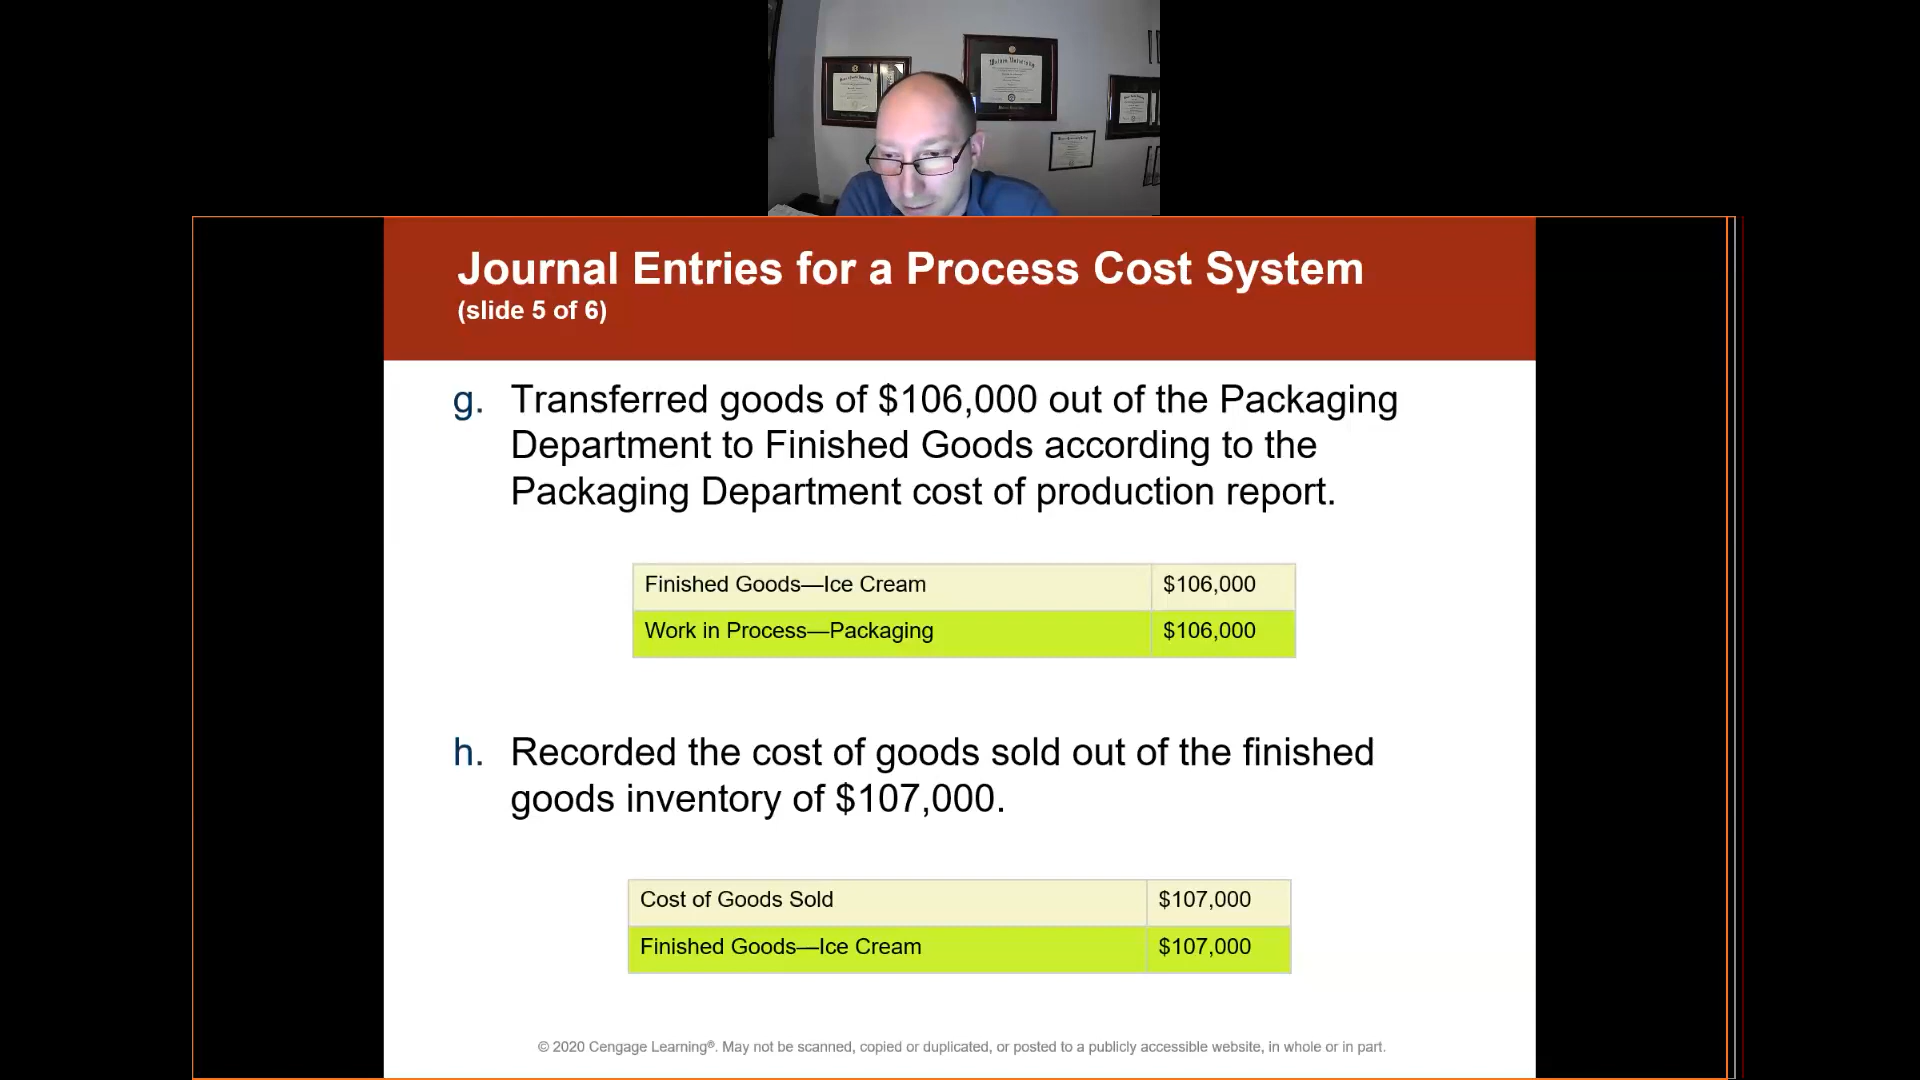 Journal Entries for a Process Cost System
(slide 5 of 6)
g. Transferred goods of $106,000 out of the Packaging
Department to Finished Goods according to the
Packaging Department cost of production report.
Finished Goods—Ice Cream $106,000
Work in Process—Packaging $106,000
h. Recorded the cost of goods sold out of the finished
goods inventory of $107,000.
Cost of Goods Sold $107,000
Finished Goods—Ice Cream $107,000
© 2020 Cengage Learning®. May not be scanned, copied or duplicated, or posted to a publicly accessible website, in whole or in part.